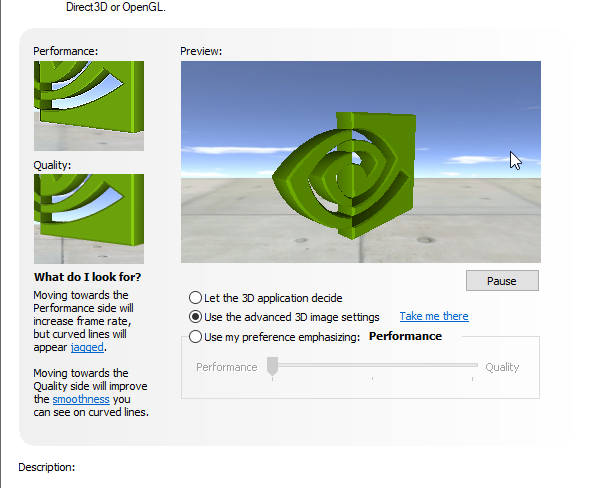 Direct3D or OpenGL.
Performance:
Preview:
Quality:
What do I look for?
Moving towards the
Performance side will
increase frame rate,
but curved lines will
appear jagged.
Moving towards the
Quality side will improve
the smoothness you
can see on curved lines.
Pause
Let the 3D application decide
Use the advanced 3D image settings Take me there
Use my preference emphasizing: Performance
Performance Quality
Description: